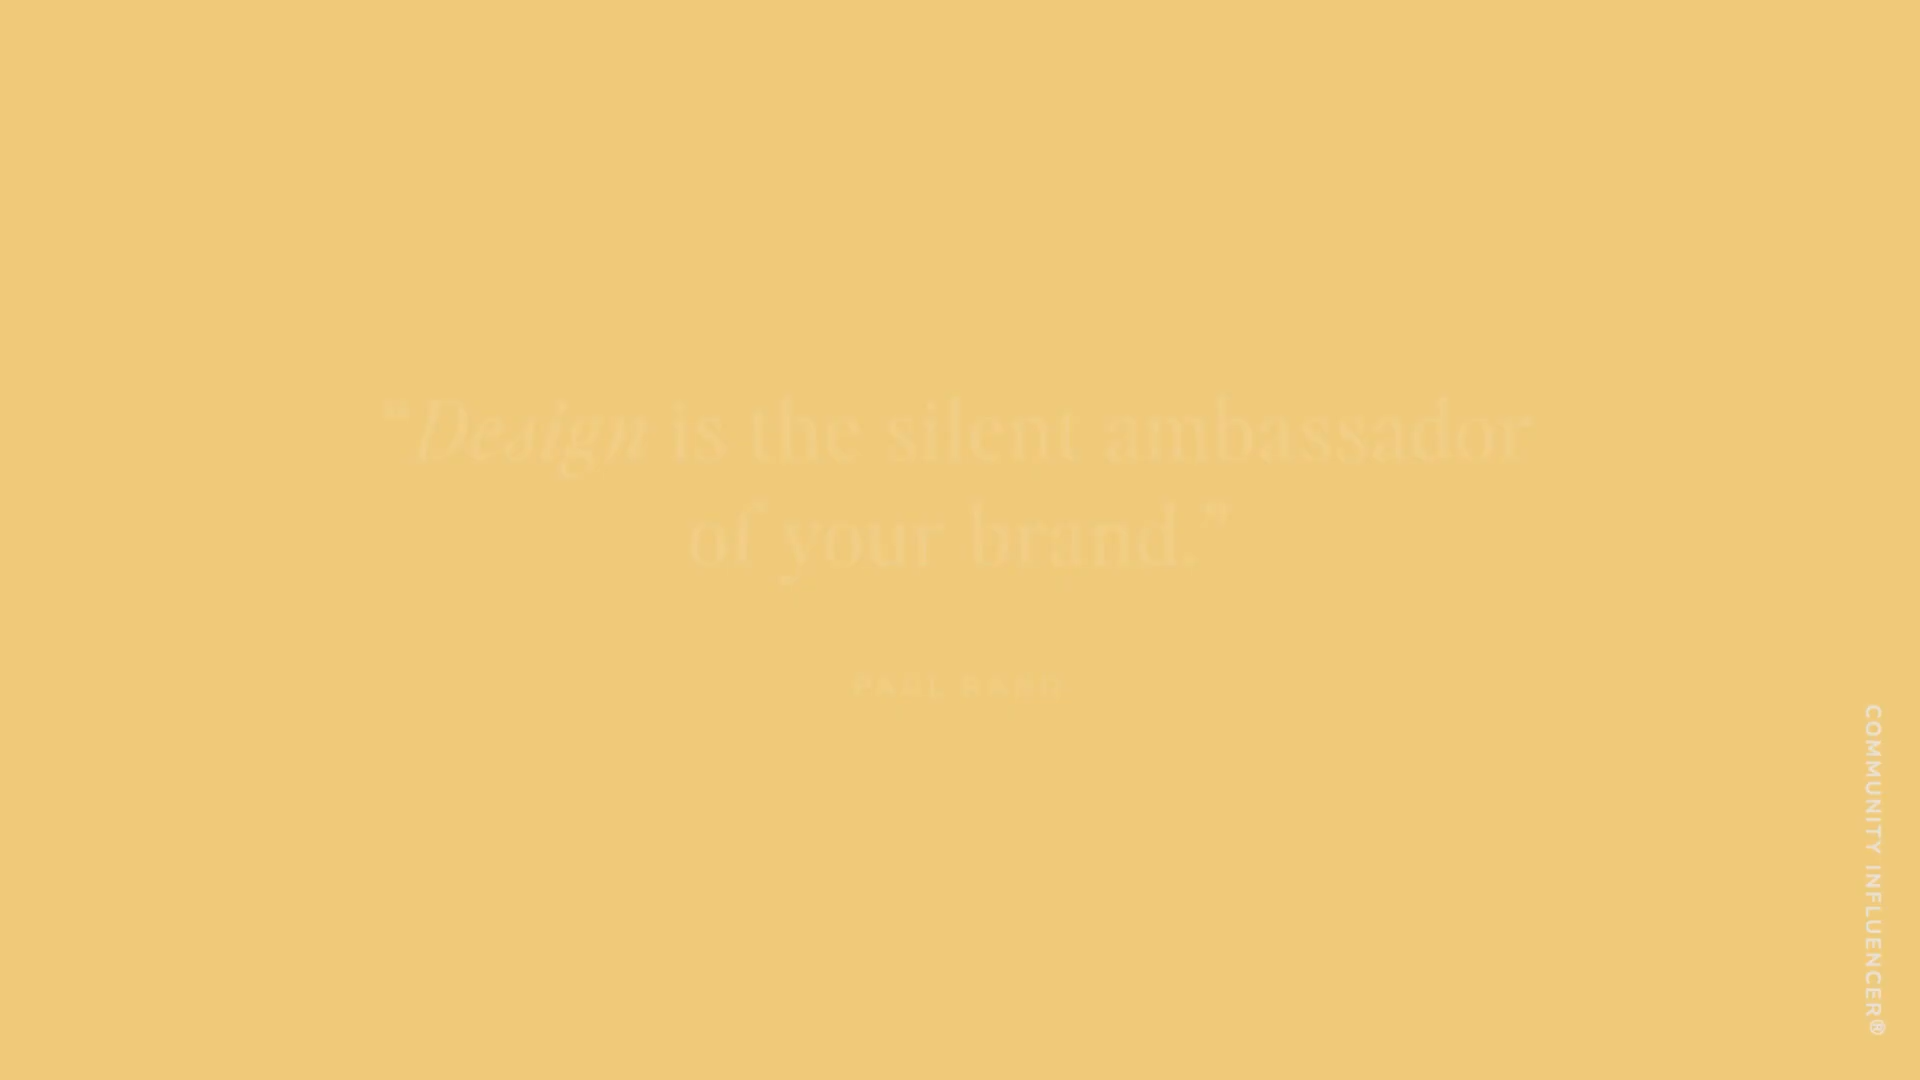 “Design is the silent ambassador
of your brand.”
PAUL RAND
COMMUNITY INFLUENCER®